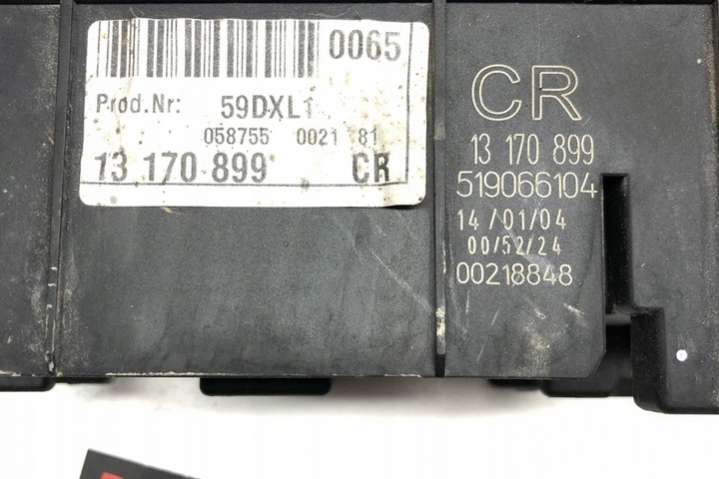 0065
Prod.Nr: 59DXL1
058755 0021 81
13 170 899 CR
CR
13 170 899
519066104
14/01/04
00/52/24
00218848